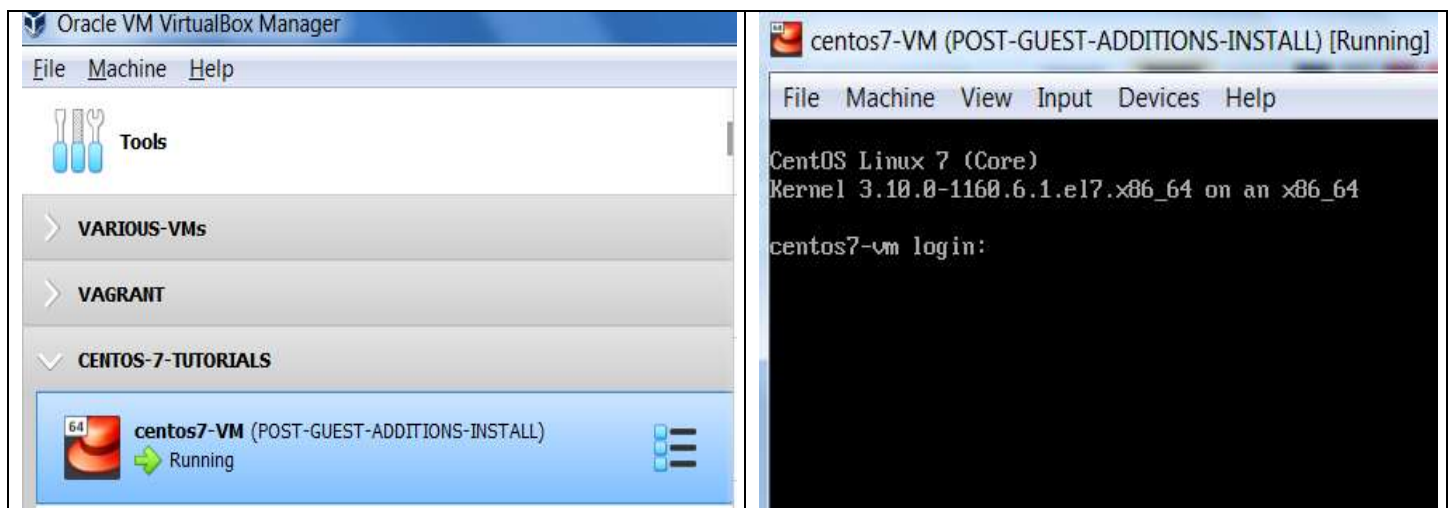 Oracle VM VirtualBox Manager
File Machine Help
Tools
VARIOUS-VMs
VAGRANT
CENTOS-7-TUTORIALS
64
centos7-VM (POST-GUEST-ADDITIONS-INSTALL)
Running
64
centos7-VM (POST-GUEST-ADDITIONS-INSTALL) [Running]
File Machine View Input Devices Help
CentOS Linux 7 (Core)
Kernel 3.10.0-1160.6.1.el7.x86_64 on an x86_64
centos7-vm login: